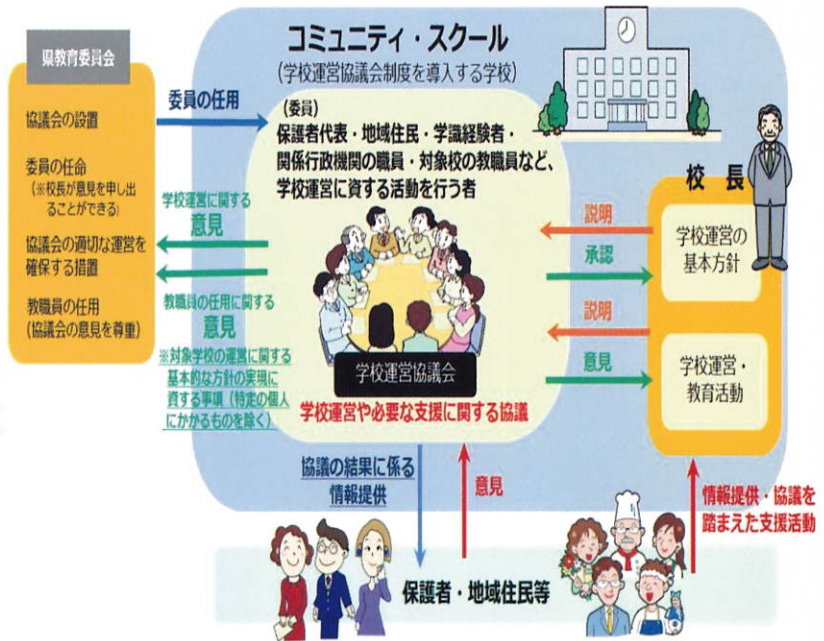 コミュニティ・スクール
(学校運営協議会制度を導入する学校)
県教育委員会
協議会の設置
委員の任命
(※校長が意見を申し出
ることができる)
協議会の適切な運営を
確保する措置
教職員の任用
(協議会の意見を尊重)
委員の任用
学校運営に関する
意見
教職員の任用に関する
意見
※対象学校の運営に関する
基本的な方針の実現に
資する事項(特定の個人
にかかるものを除く)
(委員)
保護者代表・地域住民・学識経験者・
関係行政機関の職員・対象校の教職員など、
学校運営に資する活動を行う者
学校運営協議会
学校運営や必要な支援に関する協議
校長
説明
承認
学校運営の
基本方針
説明
意見
学校運営・
教育活動
協議の結果に係る
情報提供
意見
情報提供・協議を
踏まえた支援活動
保護者・地域住民等